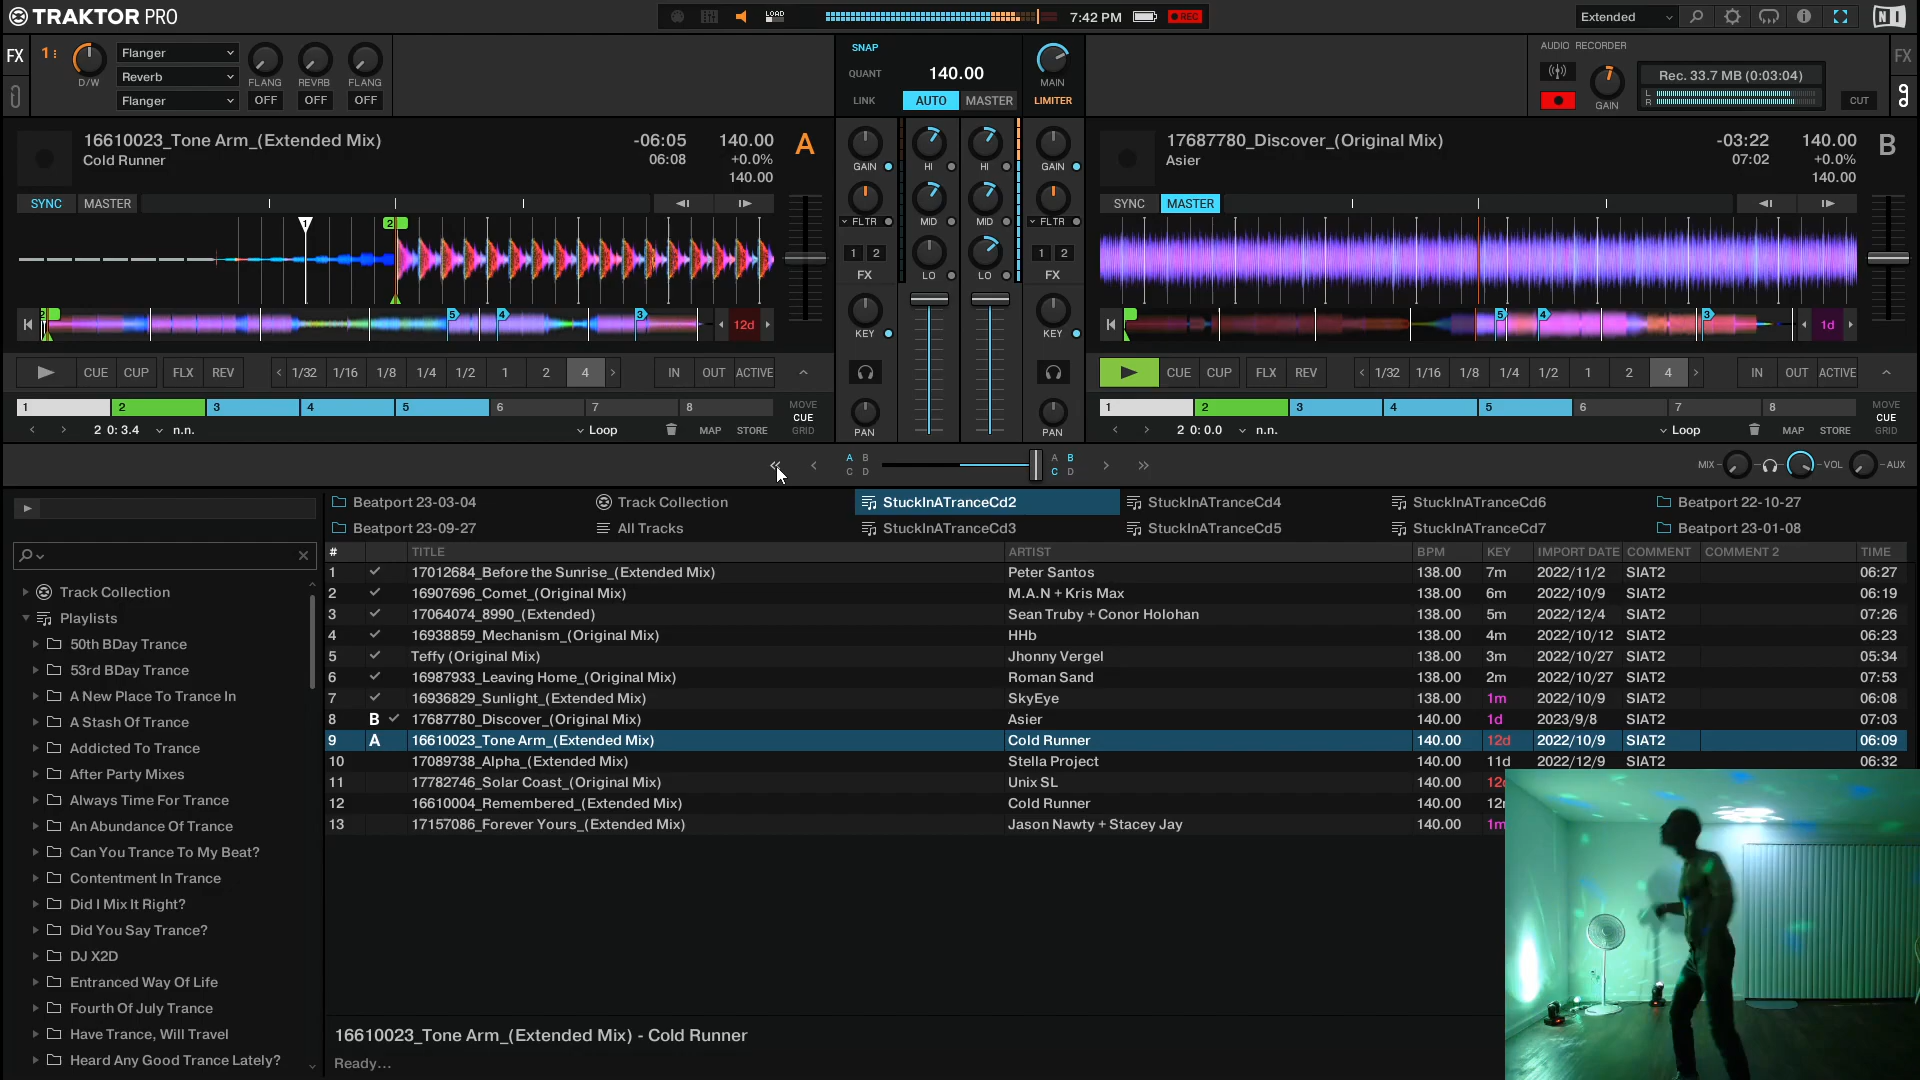 TRAKTOR PRO
LOAD
7:42 PM
REC
Extended
FX
1
D/W
Flanger
Reverb
Flanger
FLANG
REVRB
FLANG
OFF
OFF
OFF
SNAP
QUANT
LINK
140.00
AUTO
MASTER
MAIN
LIMITER
AUDIO RECORDER
GAIN
Rec. 33.7 MB (0:03:04)
L
R
CUT
FX
16610023_Tone Arm_(Extended Mix)
Cold Runner
-06:05
06:08
140.00
+0.0%
140.00
A
SYNC
MASTER
1
2
5
4
3
12d
CUE
CUP
FLX
REV
1/32
1/16
1/8
1/4
1/2
1
2
4
IN
OUT
ACTIVE
1
2
3
4
5
6
7
8
MOVE
CUE
GRID
2 0: 3.4
n.n.
Loop
MAP
STORE
GAIN
HI
HI
GAIN
FLTR
MID
MID
FLTR
1 2
FX
LO
LO
1 2
FX
KEY
KEY
PAN
PAN
17687780_Discover_(Original Mix)
Asier
-03:22
07:02
140.00
+0.0%
140.00
B
SYNC
MASTER
5
4
3
1d
CUE
CUP
FLX
REV
1/32
1/16
1/8
1/4
1/2
1
2
4
IN
OUT
ACTIVE
1
2
3
4
5
6
7
8
MOVE
CUE
GRID
2 0: 0.0
n.n.
Loop
MAP
STORE
A B
C D
A B
C D
MIX
VOL
AUX
Beatport 23-03-04
Track Collection
StuckInATranceCd2
StuckInATranceCd4
StuckInATranceCd6
Beatport 22-10-27
Beatport 23-09-27
All Tracks
StuckInATranceCd3
StuckInATranceCd5
StuckInATranceCd7
Beatport 23-01-08
Track Collection
Playlists
50th BDay Trance
53rd BDay Trance
A New Place To Trance In
A Stash Of Trance
Addicted To Trance
After Party Mixes
Always Time For Trance
An Abundance Of Trance
Can You Trance To My Beat?
Contentment In Trance
Did I Mix It Right?
Did You Say Trance?
DJ X2D
Entranced Way Of Life
Fourth Of July Trance
Have Trance, Will Travel
Heard Any Good Trance Lately?
# TITLE ARTIST BPM KEY IMPORT DATE COMMENT COMMENT 2 TIME
1 17012684_Before the Sunrise_(Extended Mix) Peter Santos 138.00 7m 2022/11/2 SIAT2 06:27
2 16907696_Comet_(Original Mix) M.A.N + Kris Max 138.00 6m 2022/10/9 SIAT2 06:19
3 17064074_8990_(Extended) Sean Truby + Conor Holohan 138.00 5m 2022/12/4 SIAT2 07:26
4 16938859_Mechanism_(Original Mix) HHb 138.00 4m 2022/10/12 SIAT2 06:23
5 Teffy (Original Mix) Jhonny Vergel 138.00 3m 2022/10/27 SIAT2 05:34
6 16987933_Leaving Home_(Original Mix) Roman Sand 138.00 2m 2022/10/27 SIAT2 07:53
7 16936829_Sunlight_(Extended Mix) SkyEye 138.00 1m 2022/10/9 SIAT2 06:08
8 B 17687780_Discover_(Original Mix) Asier 140.00 1d 2023/9/8 SIAT2 07:03
9 A 16610023_Tone Arm_(Extended Mix) Cold Runner 140.00 12d 2022/10/9 SIAT2 06:09
10 17089738_Alpha_(Extended Mix) Stella Project 140.00 11d 2022/12/9 SIAT2 06:32
11 17782746_Solar Coast_(Original Mix) Unix SL 140.00
12 16610004_Remembered_(Extended Mix) Cold Runner 140.00
13 17157086_Forever Yours_(Extended Mix) Jason Nawty + Stacey Jay 140.00
16610023_Tone Arm_(Extended Mix) - Cold Runner
Ready...